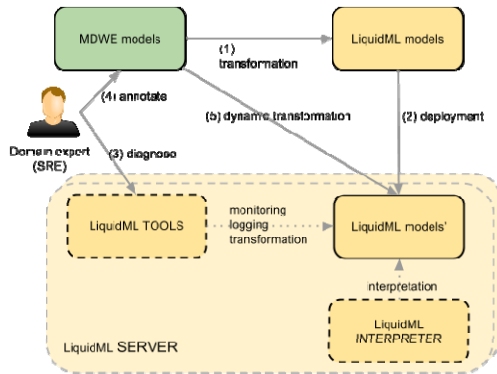 MDWE models
(1)
transformation
LiquidML models
(4) annotate
(5) dynamic transformation
(2) deployment
Domain expert
(SRE)
(3) diagnose
LiquidML TOOLS
monitoring
logging
transformation
LiquidML models'
interpretation
LiquidML
INTERPRETER
LiquidML SERVER